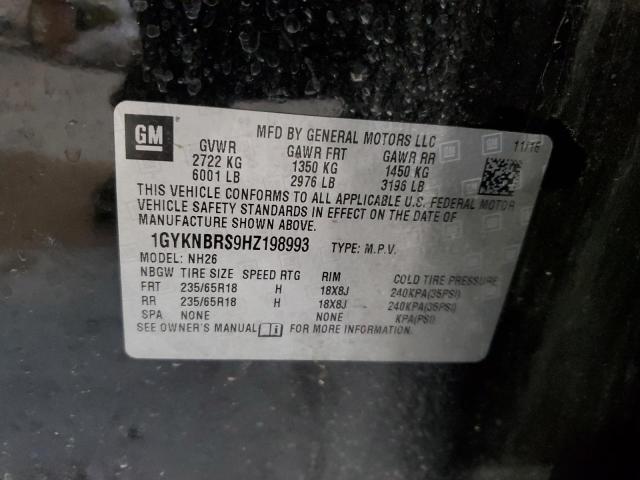 GM
MFD BY GENERAL MOTORS LLC
11/16
GVWR GAWR FRT GAWR RR
2722 KG 1350 KG 1450 KG
6001 LB 2976 LB 3196 LB
THIS VEHICLE CONFORMS TO ALL APPLICABLE U.S. FEDERAL MOTOR
VEHICLE SAFETY STANDARDS IN EFFECT ON THE DATE OF
MANUFACTURE SHOWN ABOVE.
1GYKNBRS9HZ198993 TYPE: M.P.V.
MODEL: NH26
NBGW TIRE SIZE SPEED RTG RIM COLD TIRE PRESSURE
FRT 235/65R18 H 18X8J 240KPA(35PSI)
RR 235/65R18 H 18X8J 240KPA(35PSI)
SPA NONE NONE KPA(PSI)
SEE OWNER'S MANUAL i FOR MORE INFORMATION.